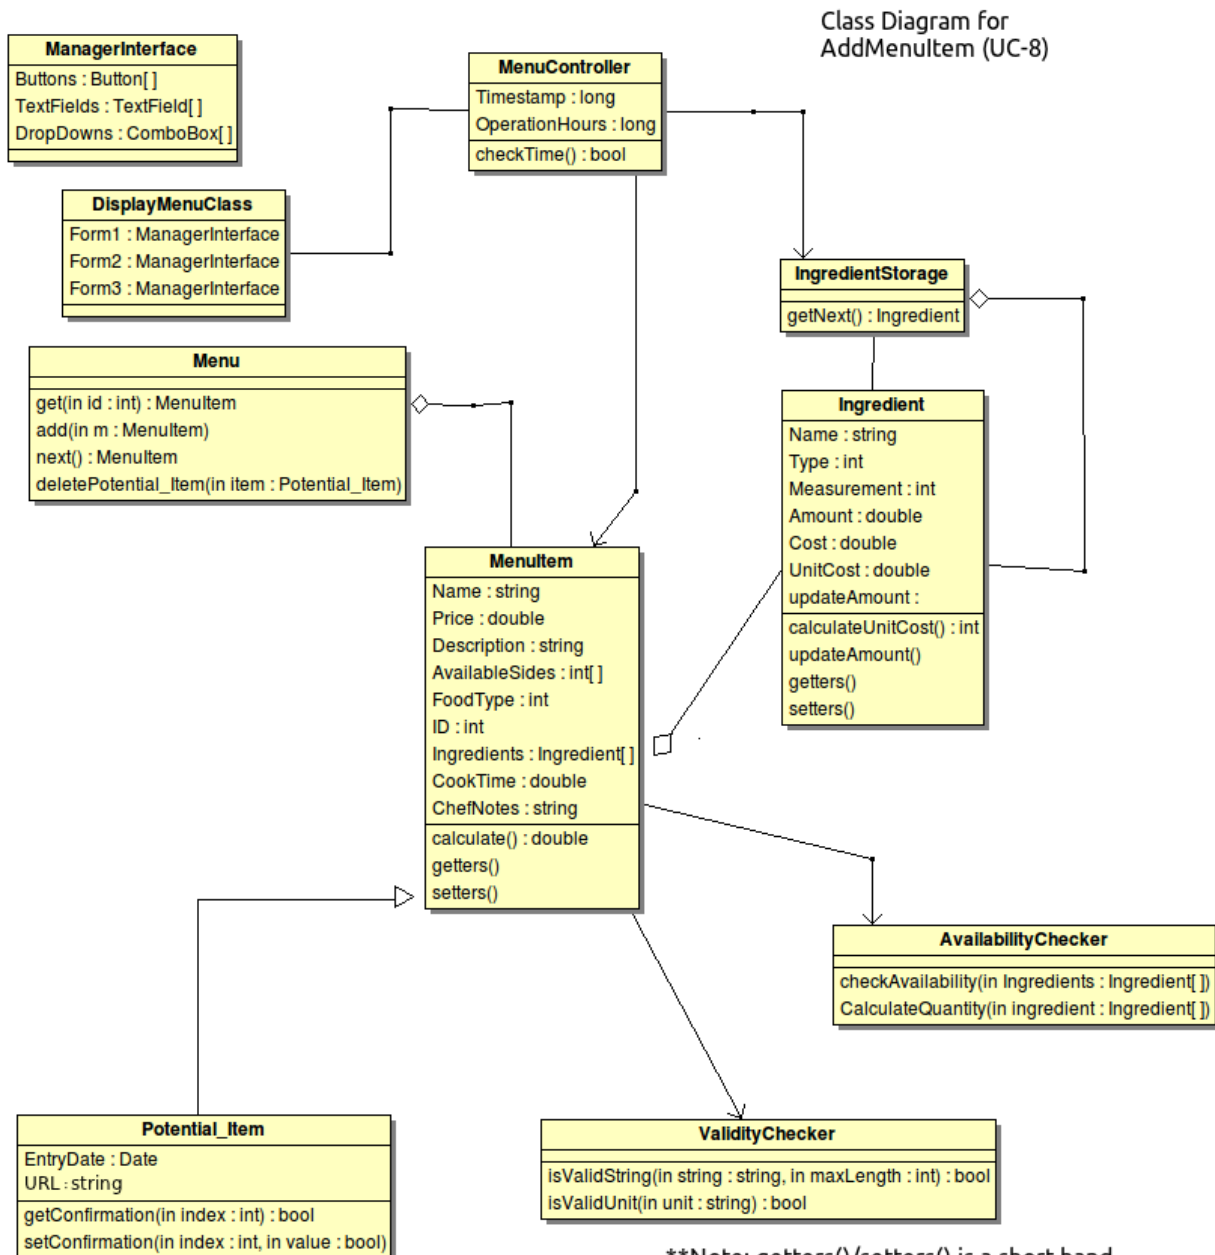 Class Diagram for
AddMenuItem (UC-8)
ManagerInterface
Buttons : Button[ ]
TextFields : TextField[ ]
DropDowns : ComboBox[ ]
MenuController
Timestamp : long
OperationHours : long
checkTime() : bool
DisplayMenuClass
Form1 : ManagerInterface
Form2 : ManagerInterface
Form3 : ManagerInterface
IngredientStorage
getNext() : Ingredient
Menu
get(in id : int) : MenuItem
add(in m : MenuItem)
next() : MenuItem
deletePotential_Item(in item : Potential_Item)
Ingredient
Name : string
Type : int
Measurement : int
Amount : double
Cost : double
UnitCost : double
updateAmount :
calculateUnitCost() : int
updateAmount()
getters()
setters()
MenuItem
Name : string
Price : double
Description : string
AvailableSides : int[ ]
FoodType : int
ID : int
Ingredients : Ingredient[ ]
CookTime : double
ChefNotes : string
calculate() : double
getters()
setters()
AvailabilityChecker
checkAvailability(in Ingredients : Ingredient[ ])
CalculateQuantity(in ingredient : Ingredient[ ])
Potential_Item
EntryDate : Date
URL : string
getConfirmation(in index : int) : bool
setConfirmation(in index : int, in value : bool)
ValidityChecker
isValidString(in string : string, in maxLength : int) : bool
isValidUnit(in unit : string) : bool
**Note: getters()/setters() is a short hand